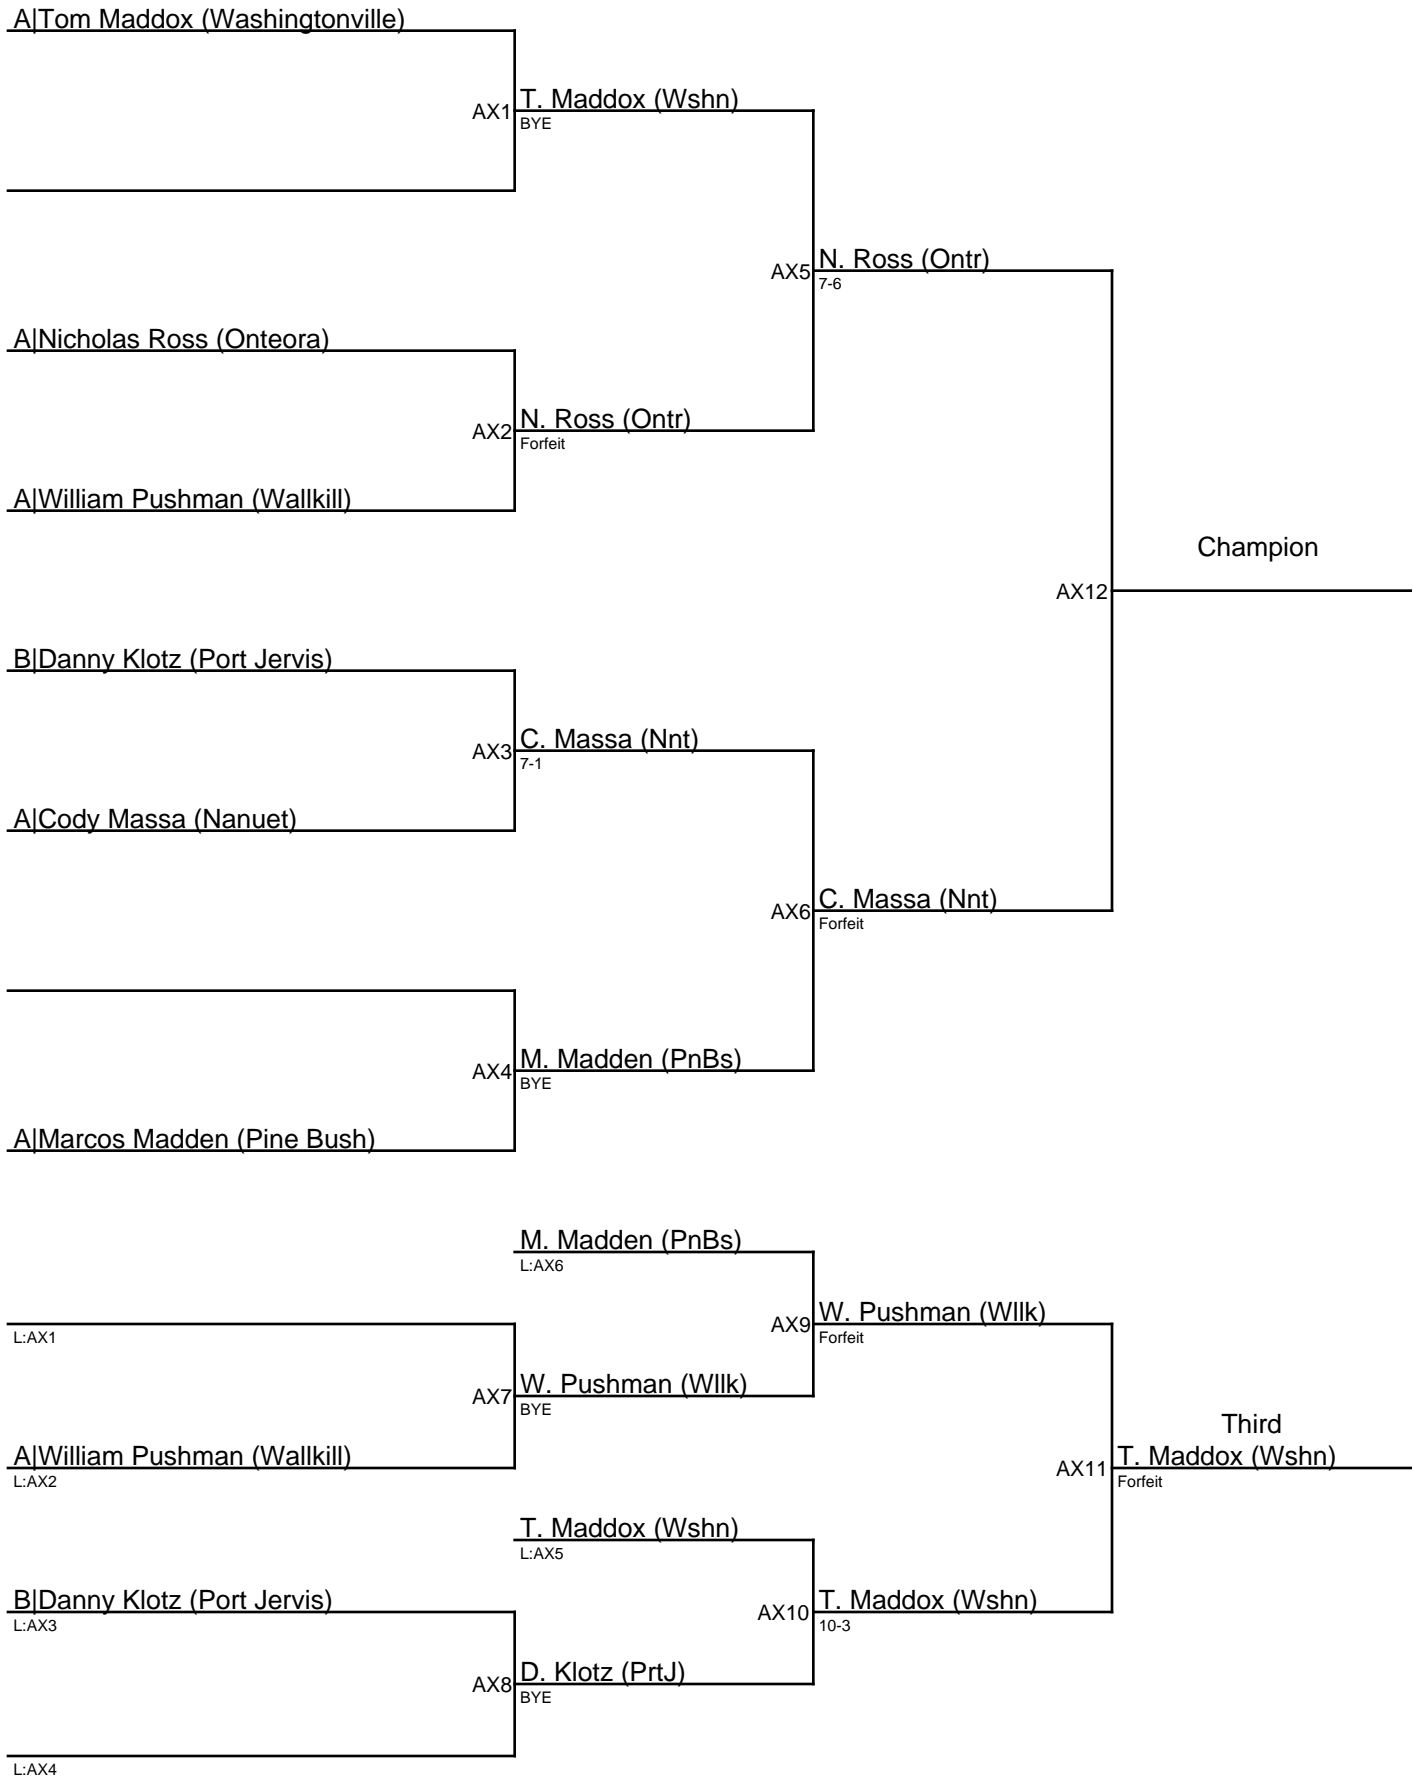 A|Tom Maddox (Washingtonville)
AX1
T. Maddox (Wshn)
BYE
AX5
N. Ross (Ontr)
7-6
A|Nicholas Ross (Onteora)
AX2
N. Ross (Ontr)
Forfeit
A|William Pushman (Wallkill)
Champion
AX12
B|Danny Klotz (Port Jervis)
AX3
C. Massa (Nnt)
7-1
A|Cody Massa (Nanuet)
AX6
C. Massa (Nnt)
Forfeit
AX4
M. Madden (PnBs)
BYE
A|Marcos Madden (Pine Bush)
M. Madden (PnBs)
L:AX6
L:AX1
AX9
W. Pushman (Wllk)
Forfeit
AX7
W. Pushman (Wllk)
BYE
A|William Pushman (Wallkill)
L:AX2
Third
AX11
T. Maddox (Wshn)
Forfeit
T. Maddox (Wshn)
L:AX5
B|Danny Klotz (Port Jervis)
L:AX3
AX10
T. Maddox (Wshn)
10-3
AX8
D. Klotz (PrtJ)
BYE
L:AX4